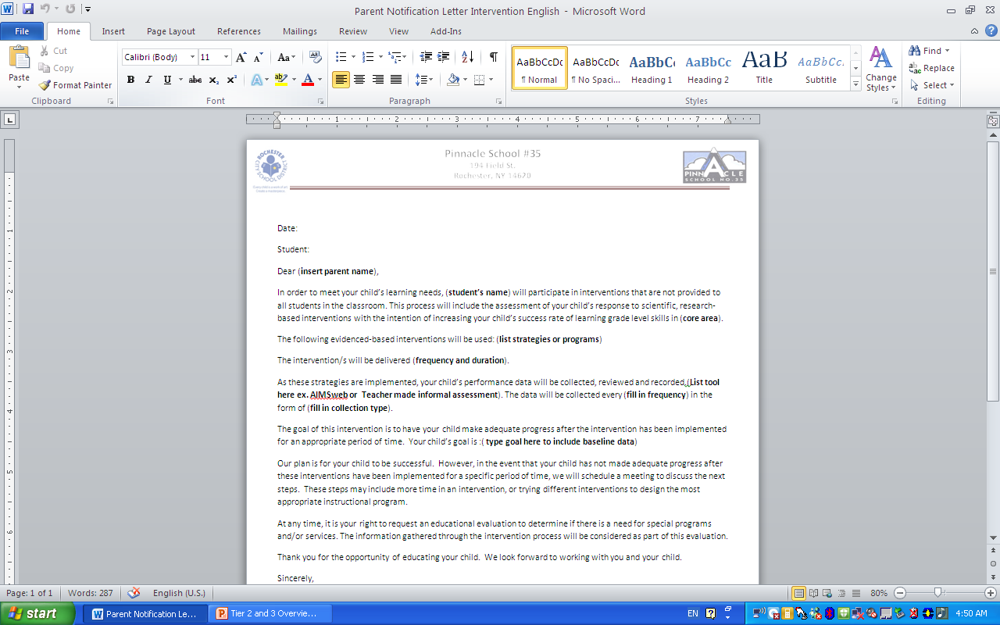 Parent Notification Letter Intervention English - Microsoft Word
File Home Insert Page Layout References Mailings Review View Add-Ins
Paste
Cut
Copy
Format Painter
Clipboard
Calibri (Body) 11
Font
Paragraph
AaBbCcDc AaBbCcDc AaBbC AaBbCc AaB AaBbCc.
¶ Normal ¶ No Spaci... Heading 1 Heading 2 Title Subtitle
Change Styles
Styles
Find
Replace
Select
Editing
1 2 3 4 5 6 7
ROCHESTER CITY SCHOOL DISTRICT
Pinnacle School #35
194 Field St.
Rochester, NY 14620
PINNACLE
SCHOOL NO.35
Date:
Student:
Dear (insert parent name),
In order to meet your child's learning needs, (student's name) will participate in interventions that are not provided to
all students in the classroom. This process will include the assessment of your child's response to scientific, research-
based interventions with the intention of increasing your child's success rate of learning grade level skills in (core area).
The following evidenced-based interventions will be used: (list strategies or programs)
The intervention/s will be delivered (frequency and duration).
As these strategies are implemented, your child's performance data will be collected, reviewed and recorded.(List tool
here ex. AIMSweb or  Teacher made informal assessment). The data will be collected every (fill in frequency) in the
form of (fill in collection type).
The goal of this intervention is to have your child make adequate progress after the intervention has been implemented
for an appropriate period of time.  Your child's goal is :( type goal here to include baseline data)
Our plan is for your child to be successful.  However, in the event that your child has not made adequate progress after
these interventions have been implemented for a specific period of time, we will schedule a meeting to discuss the next
steps.  These steps may include more time in an intervention, or trying different interventions to design the most
appropriate instructional program.
At any time, it is your right to request an educational evaluation to determine if there is a need for special programs
and/or services. The information gathered through the intervention process will be considered as part of this evaluation.
Thank you for the opportunity of educating your child.  We look forward to working with you and your child.
Sincerely,
Page: 1 of 1 Words: 287 English (U.S.) 80%
start Parent Notification Le... Tier 2 and 3 Overvie... EN 4:50 AM